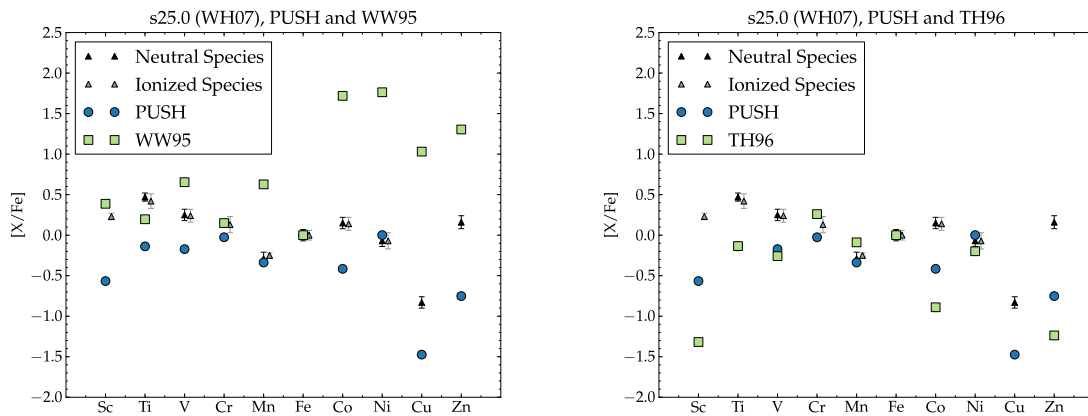 s25.0 (WH07), PUSH and WW95
2.5
2.0
1.5
1.0
0.5
0.0
−0.5
−1.0
−1.5
−2.0
[X/Fe]
Neutral Species
Ionized Species
PUSH
WW95
Sc Ti V Cr Mn Fe Co Ni Cu Zn
s25.0 (WH07), PUSH and TH96
2.5
2.0
1.5
1.0
0.5
0.0
−0.5
−1.0
−1.5
−2.0
[X/Fe]
Neutral Species
Ionized Species
PUSH
TH96
Sc Ti V Cr Mn Fe Co Ni Cu Zn